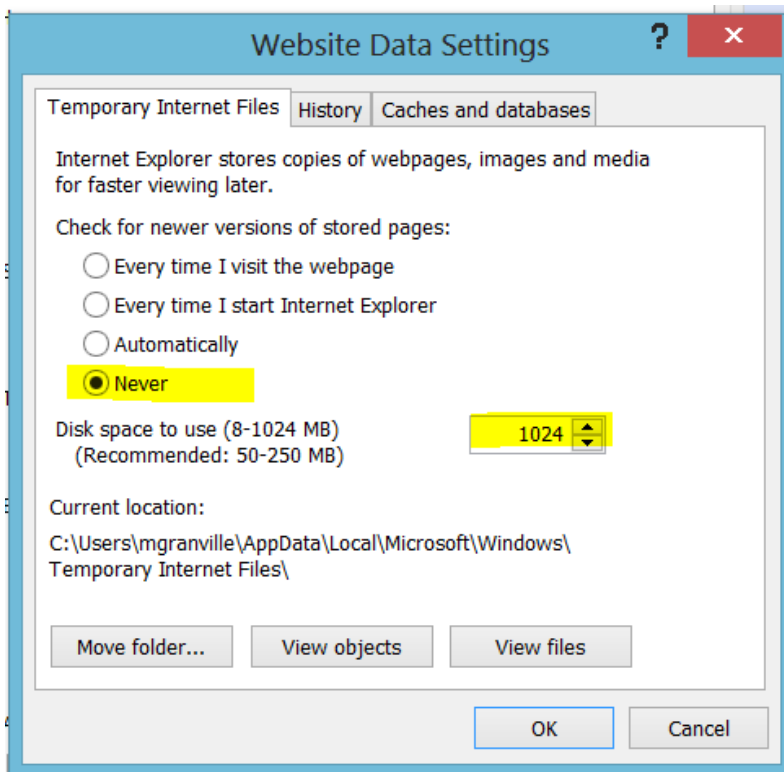 Website Data Settings
?
x
Temporary Internet Files History Caches and databases
Internet Explorer stores copies of webpages, images and media
for faster viewing later.
Check for newer versions of stored pages:
Every time I visit the webpage
Every time I start Internet Explorer
Automatically
Never
Disk space to use (8-1024 MB) 1024
(Recommended: 50-250 MB)
Current location:
C:\Users\mgranville\AppData\Local\Microsoft\Windows\
Temporary Internet Files\
Move folder... View objects View files
OK Cancel